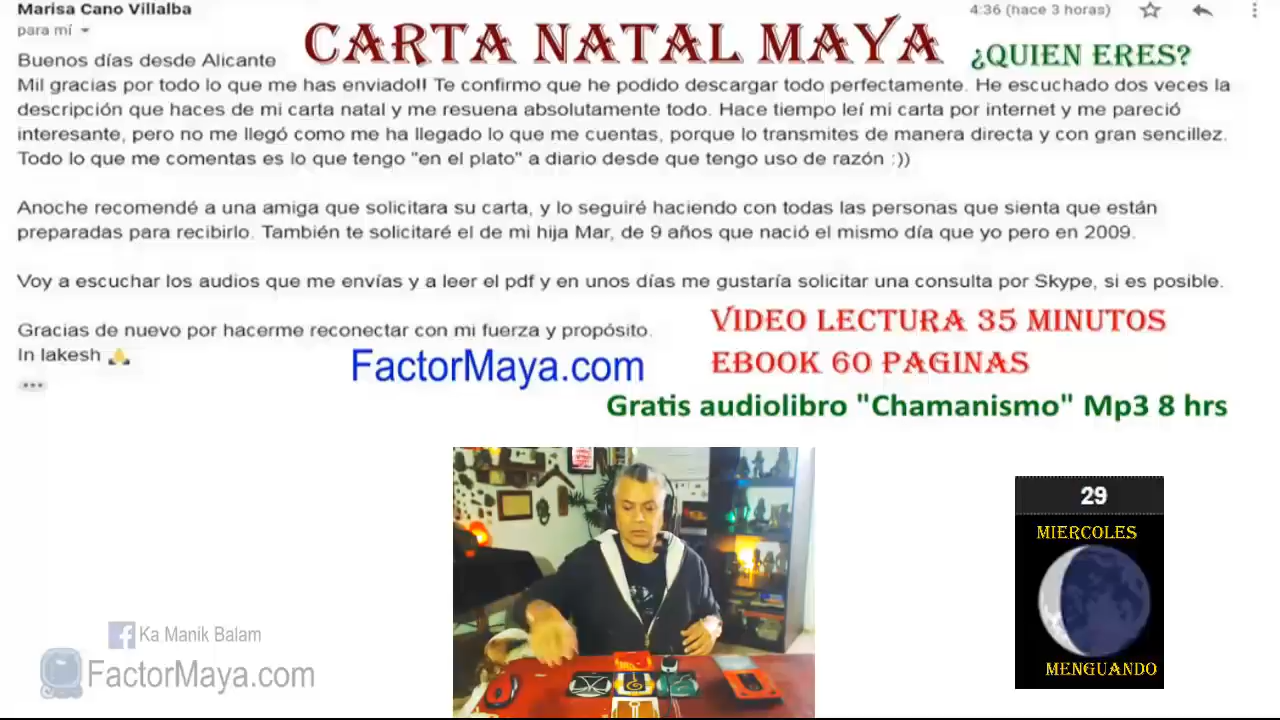 Marisa Cano Villalba
4:36 (hace 3 horas)
para mí
CARTA NATAL MAYA
¿QUIEN ERES?
Buenos días desde Alicante
Mil gracias por todo lo que me has enviado!! Te confirmo que he podido descargar todo perfectamente. He escuchado dos veces la
descripción que haces de mi carta natal y me resuena absolutamente todo. Hace tiempo leí mi carta por internet y me pareció
interesante, pero no me llegó como me ha llegado lo que me cuentas, porque lo transmites de manera directa y con gran sencillez.
Todo lo que me comentas es lo que tengo "en el plato" a diario desde que tengo uso de razón :))
Anoche recomendé a una amiga que solicitara su carta, y lo seguiré haciendo con todas las personas que sienta que están
preparadas para recibirlo. También te solicitaré el de mi hija Mar, de 9 años que nació el mismo día que yo pero en 2009.
Voy a escuchar los audios que me envías y a leer el pdf y en unos días me gustaría solicitar una consulta por Skype, si es posible.
Gracias de nuevo por hacerme reconectar con mi fuerza y propósito.
In lakesh 🙏
VIDEO LECTURA 35 MINUTOS
FactorMaya.com
EBOOK 60 PAGINAS
Gratis audiolibro "Chamanismo" Mp3 8 hrs
29
MIERCOLES
MENGUANDO
Ka Manik Balam
FactorMaya.com